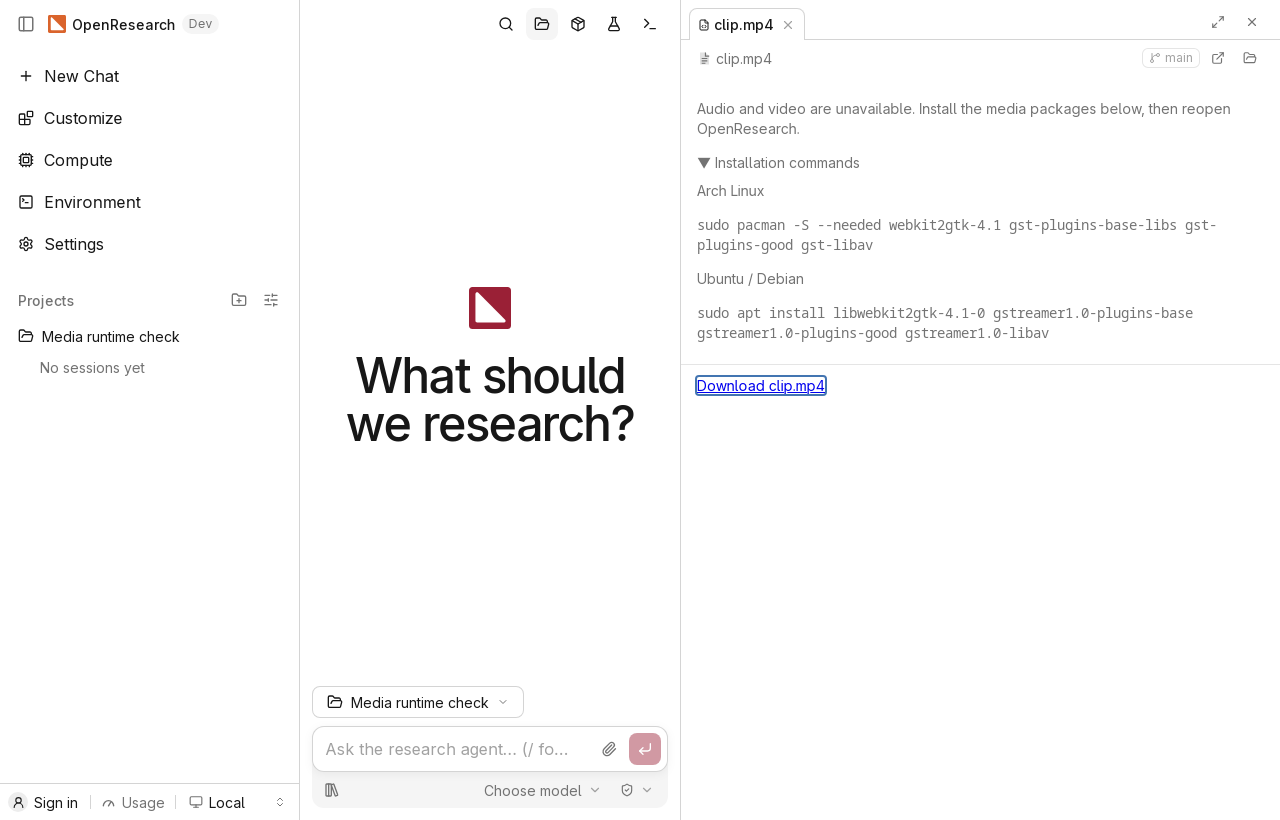 OpenResearch Dev
New Chat
Customize
Compute
Environment
Settings
Projects
Media runtime check
No sessions yet
Sign in
Usage
Local
What should
we research?
Media runtime check
Ask the research agent... (/ fo...
Choose model
clip.mp4
clip.mp4
main
Audio and video are unavailable. Install the media packages below, then reopen
OpenResearch.
▼ Installation commands
Arch Linux
sudo pacman -S --needed webkit2gtk-4.1 gst-plugins-base-libs gst-
plugins-good gst-libav
Ubuntu / Debian
sudo apt install libwebkit2gtk-4.1-0 gstreamer1.0-plugins-base
gstreamer1.0-plugins-good gstreamer1.0-libav
Download clip.mp4